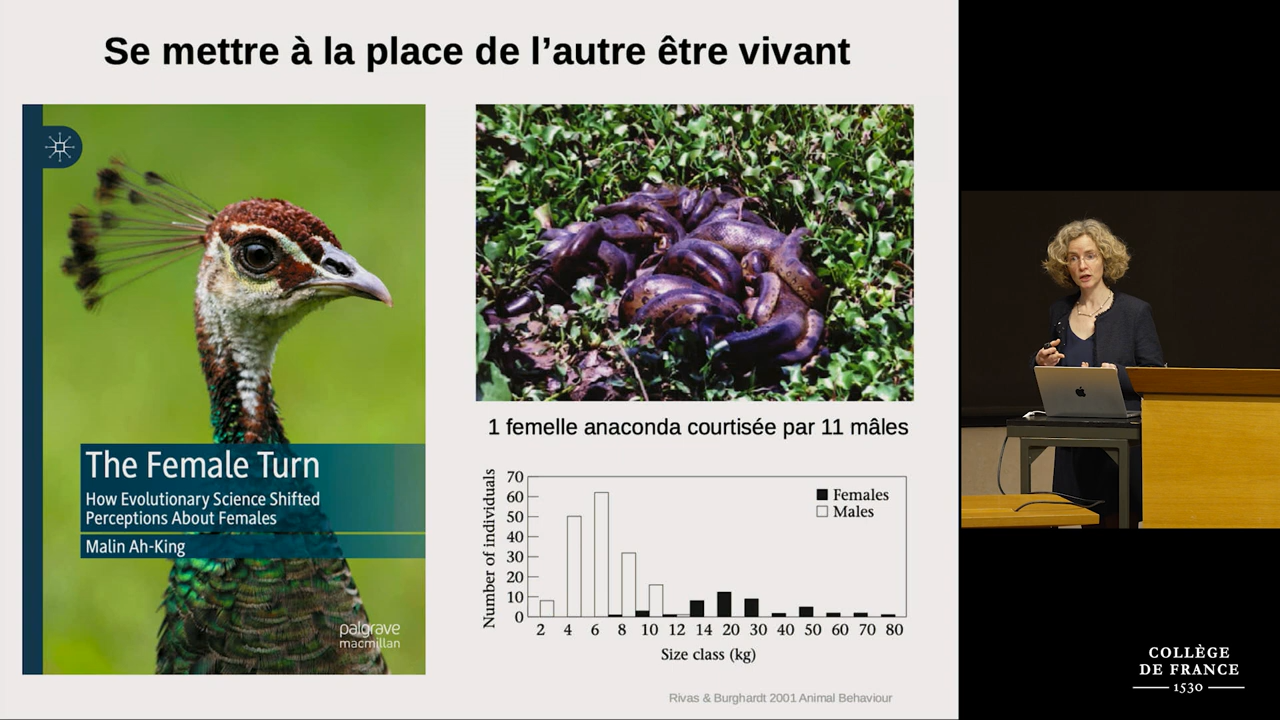 Se mettre à la place de l'autre être vivant
The Female Turn
How Evolutionary Science Shifted
Perceptions About Females
Malin Ah-King
palgrave
macmillan
1 femelle anaconda courtisée par 11 mâles
Number of individuals
70
60
50
40
30
20
10
0
Females
Males
2 4 6 8 10 12 14 20 30 40 50 60 70 80
Size class (kg)
Rivas & Burghardt 2001 Animal Behaviour
COLLÈGE
DE FRANCE
1530